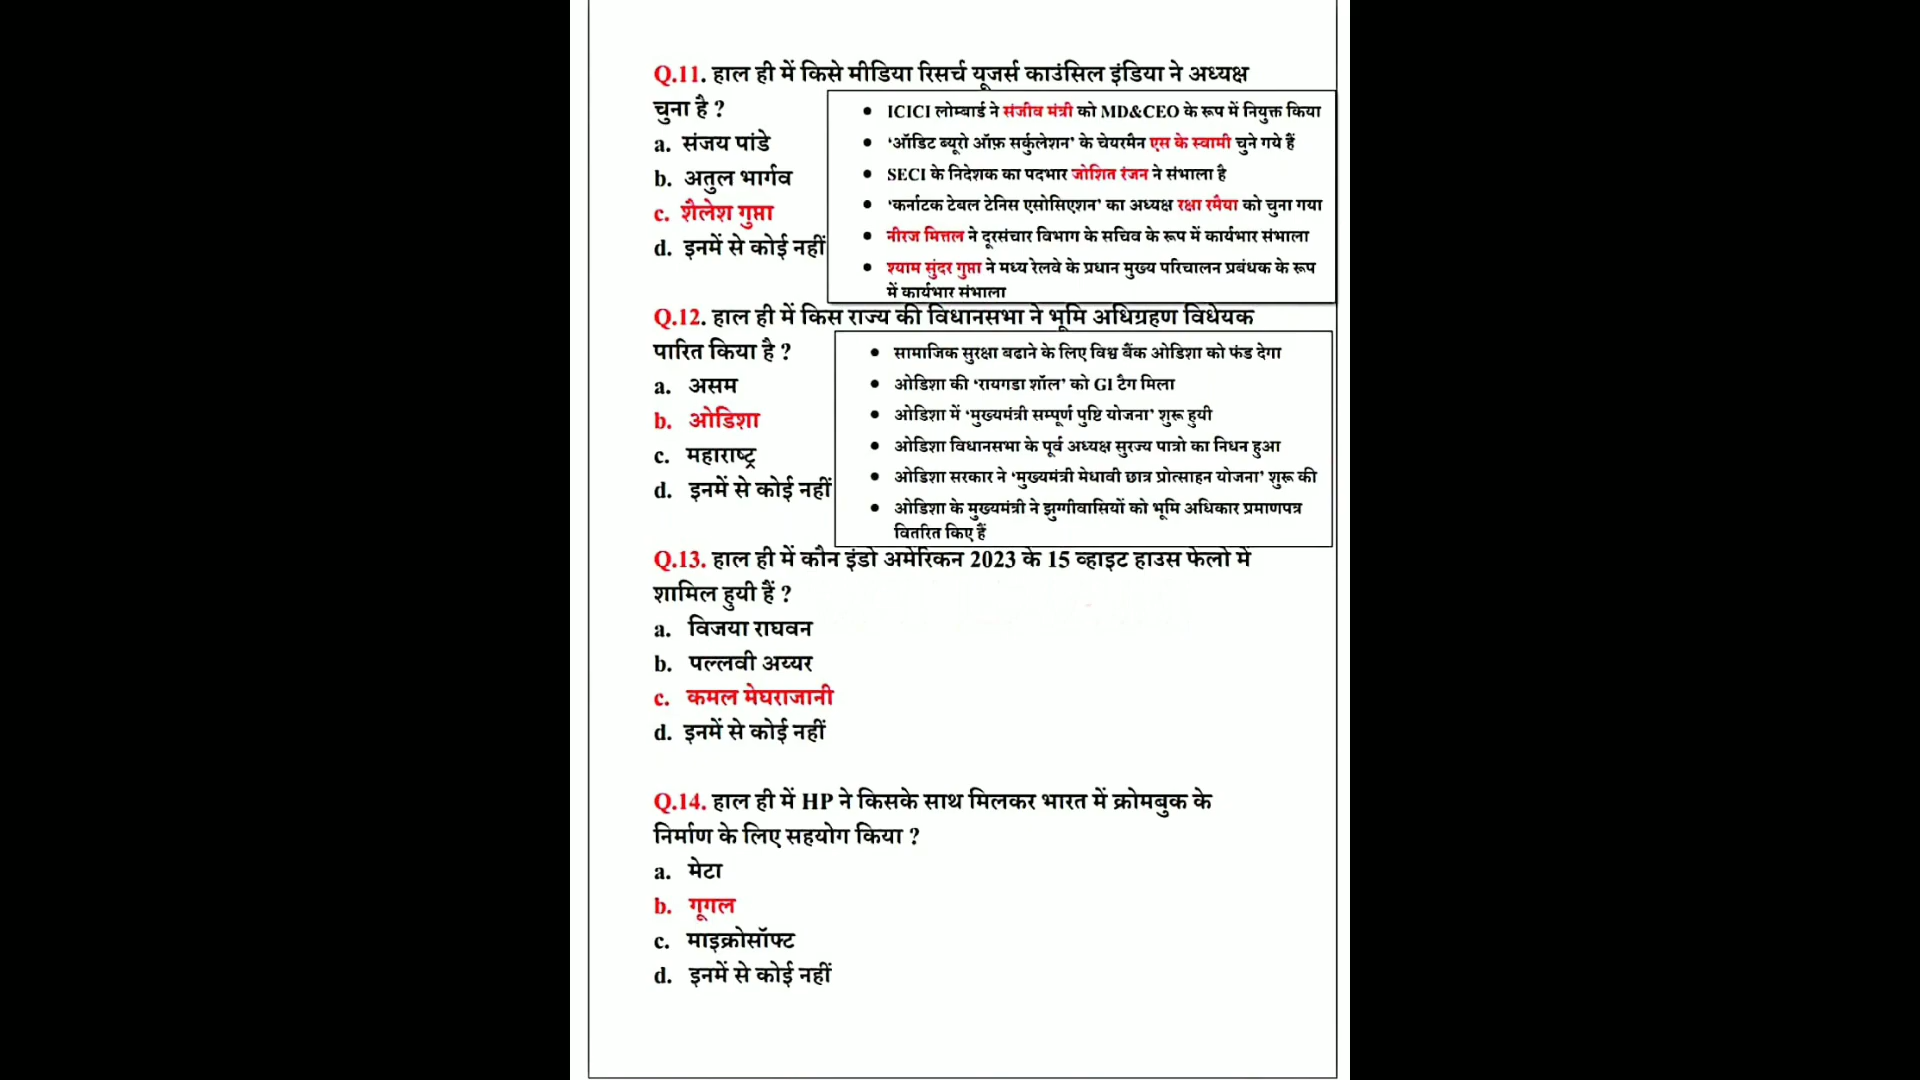 Q.11. हाल ही में किसे मीडिया रिसर्च यूजर्स काउंसिल इंडिया ने अध्यक्ष
चुना है ?
a. संजय पांडे
b. अतुल भार्गव
c. शैलेश गुप्ता
d. इनमें से कोई नहीं
• ICICI लोम्बार्ड ने संजीव मंत्री को MD&CEO के रूप में नियुक्त किया
• ‘ऑडिट ब्यूरो ऑफ़ सर्कुलेशन’ के चेयरमैन एस के स्वामी चुने गये हैं
• SECI के निदेशक का पदभार जोशित रंजन ने संभाला है
• ‘कर्नाटक टेबल टेनिस एसोसिएशन’ का अध्यक्ष रक्षा रमैया को चुना गया
• नीरज मित्तल ने दूरसंचार विभाग के सचिव के रूप में कार्यभार संभाला
• श्याम सुंदर गुप्ता ने मध्य रेलवे के प्रधान मुख्य परिचालन प्रबंधक के रूप
में कार्यभार संभाला
Q.12. हाल ही में किस राज्य की विधानसभा ने भूमि अधिग्रहण विधेयक
पारित किया है ?
a. असम
b. ओडिशा
c. महाराष्ट्र
d. इनमें से कोई नहीं
• सामाजिक सुरक्षा बढाने के लिए विश्व बैंक ओडिशा को फंड देगा
• ओडिशा की ‘रायगडा शॉल’ को GI टैग मिला
• ओडिशा में ‘मुख्यमंत्री सम्पूर्ण पुष्टि योजना’ शुरू हुयी
• ओडिशा विधानसभा के पूर्व अध्यक्ष सुरज्य पात्रो का निधन हुआ
• ओडिशा सरकार ने ‘मुख्यमंत्री मेधावी छात्र प्रोत्साहन योजना’ शुरू की
• ओडिशा के मुख्यमंत्री ने झुग्गीवासियों को भूमि अधिकार प्रमाणपत्र
वितरित किए हैं
Q.13. हाल ही में कौन इंडो अमेरिकन 2023 के 15 व्हाइट हाउस फेलो में
शामिल हुयी हैं ?
a. विजया राघवन
b. पल्लवी अय्यर
c. कमल मेघराजानी
d. इनमें से कोई नहीं
Q.14. हाल ही में HP ने किसके साथ मिलकर भारत में क्रोमबुक के
निर्माण के लिए सहयोग किया ?
a. मेटा
b. गूगल
c. माइक्रोसॉफ्ट
d. इनमें से कोई नहीं